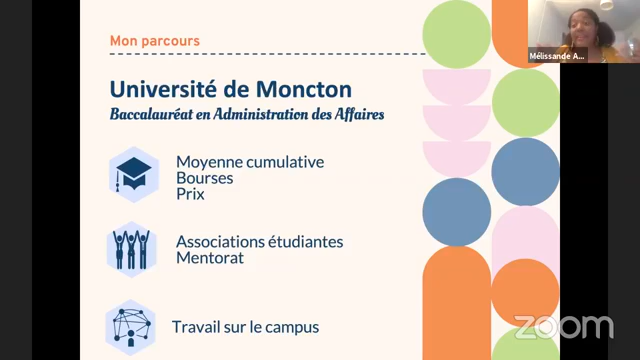 Mon parcours
Université de Moncton
Baccalauréat en Administration des Affaires
Moyenne cumulative
Bourses
Prix
Associations étudiantes
Mentorat
Travail sur le campus
Mélissande A...
zoom